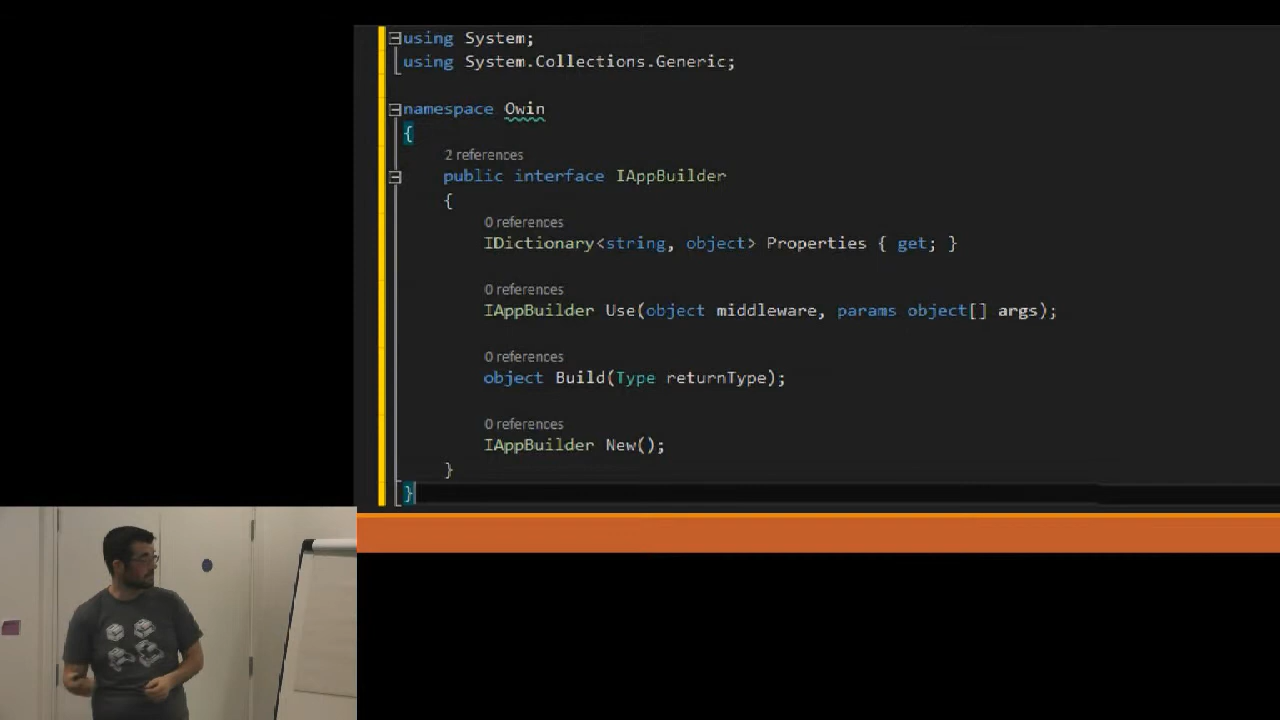 using System;
using System.Collections.Generic;
namespace Owin
{
2 references
public interface IAppBuilder
{
0 references
IDictionary<string, object> Properties { get; }
0 references
IAppBuilder Use(object middleware, params object[] args);
0 references
object Build(Type returnType);
0 references
IAppBuilder New();
}
}